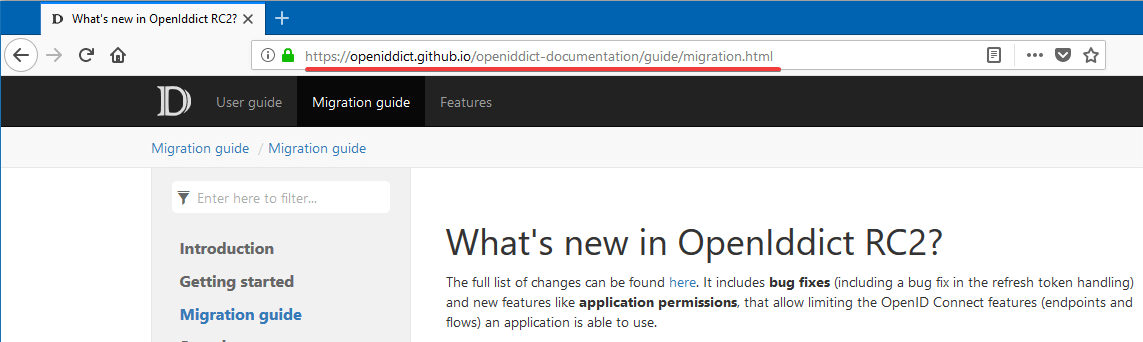 What's new in OpenIddict RC2?
https://openiddict.github.io/openiddict-documentation/guide/migration.html
User guide Migration guide Features
Migration guide / Migration guide
Enter here to filter...
Introduction
Getting started
Migration guide
What's new in OpenIddict RC2?
The full list of changes can be found here. It includes bug fixes (including a bug fix in the refresh token handling)
and new features like application permissions, that allow limiting the OpenID Connect features (endpoints and
flows) an application is able to use.